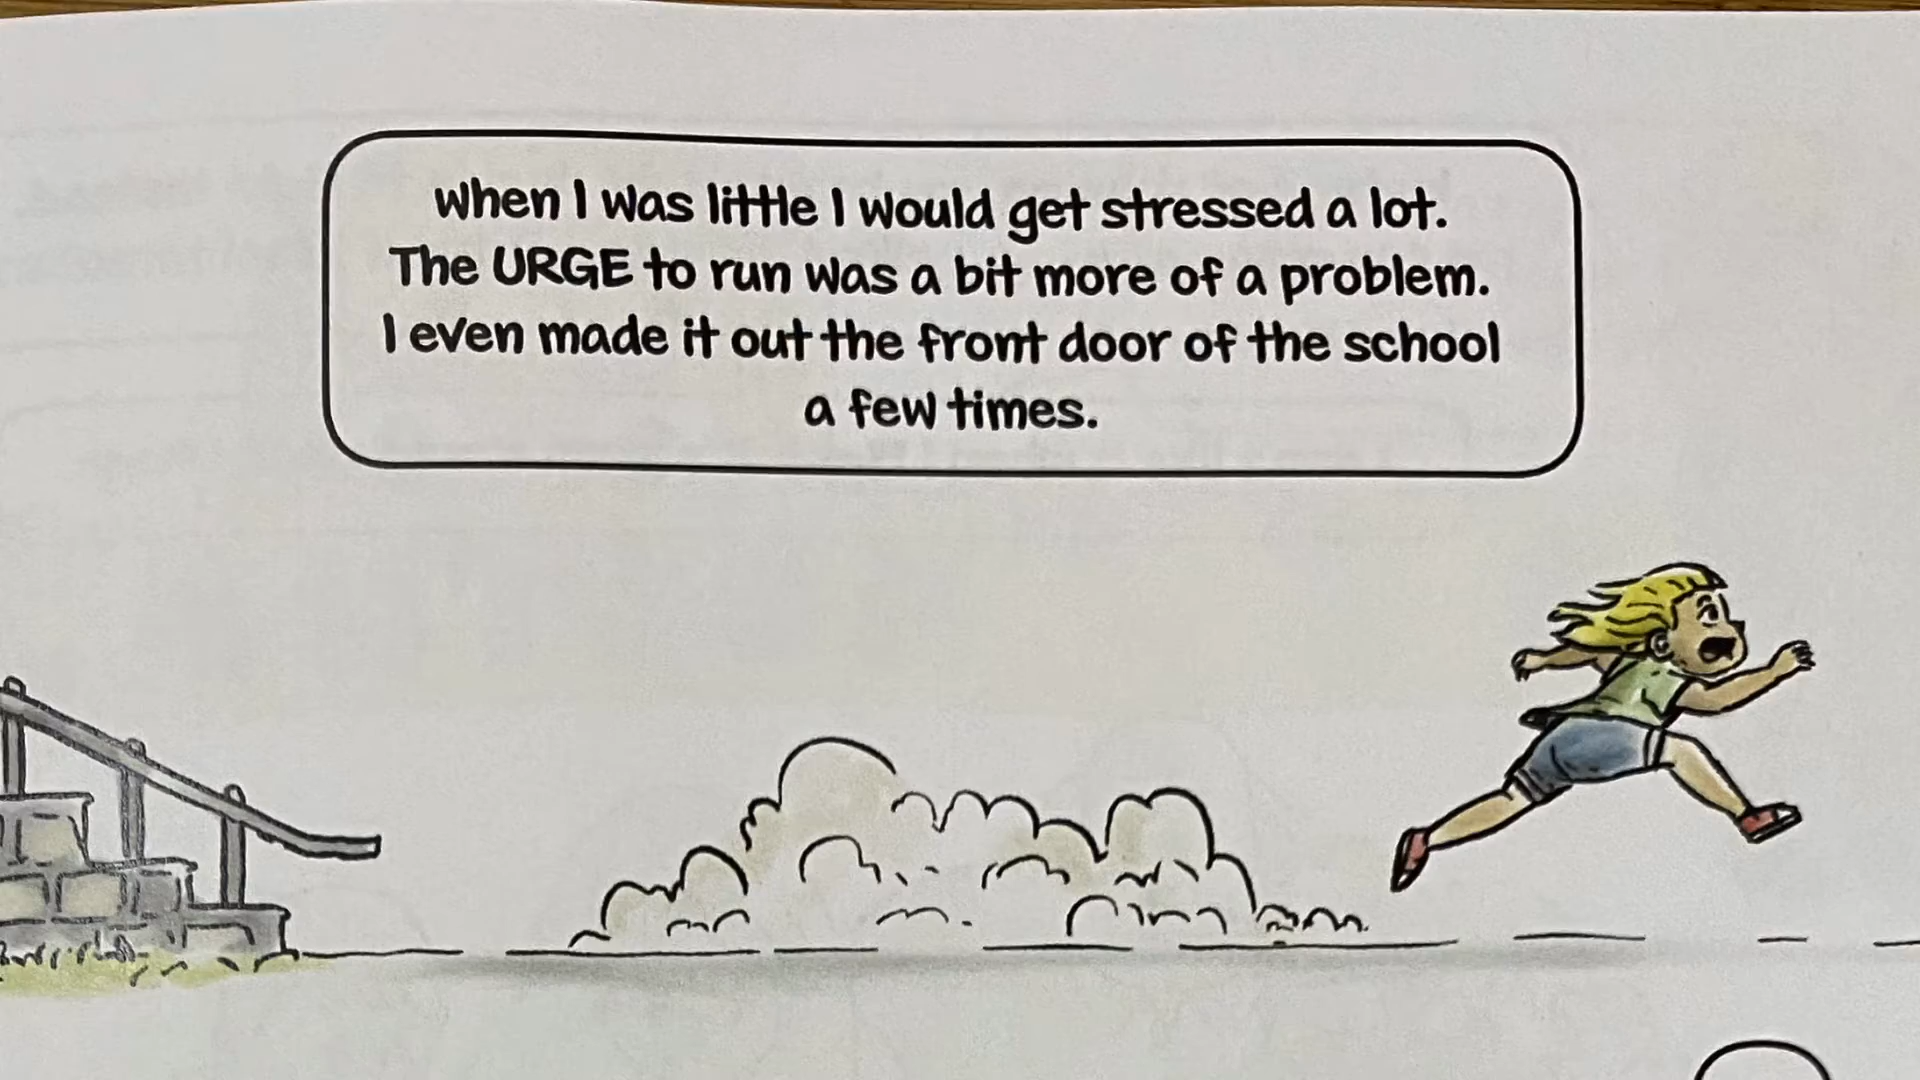 when I was little I would get stressed a lot.
The URGE to run was a bit more of a problem.
I even made it out the front door of the school
a few times.